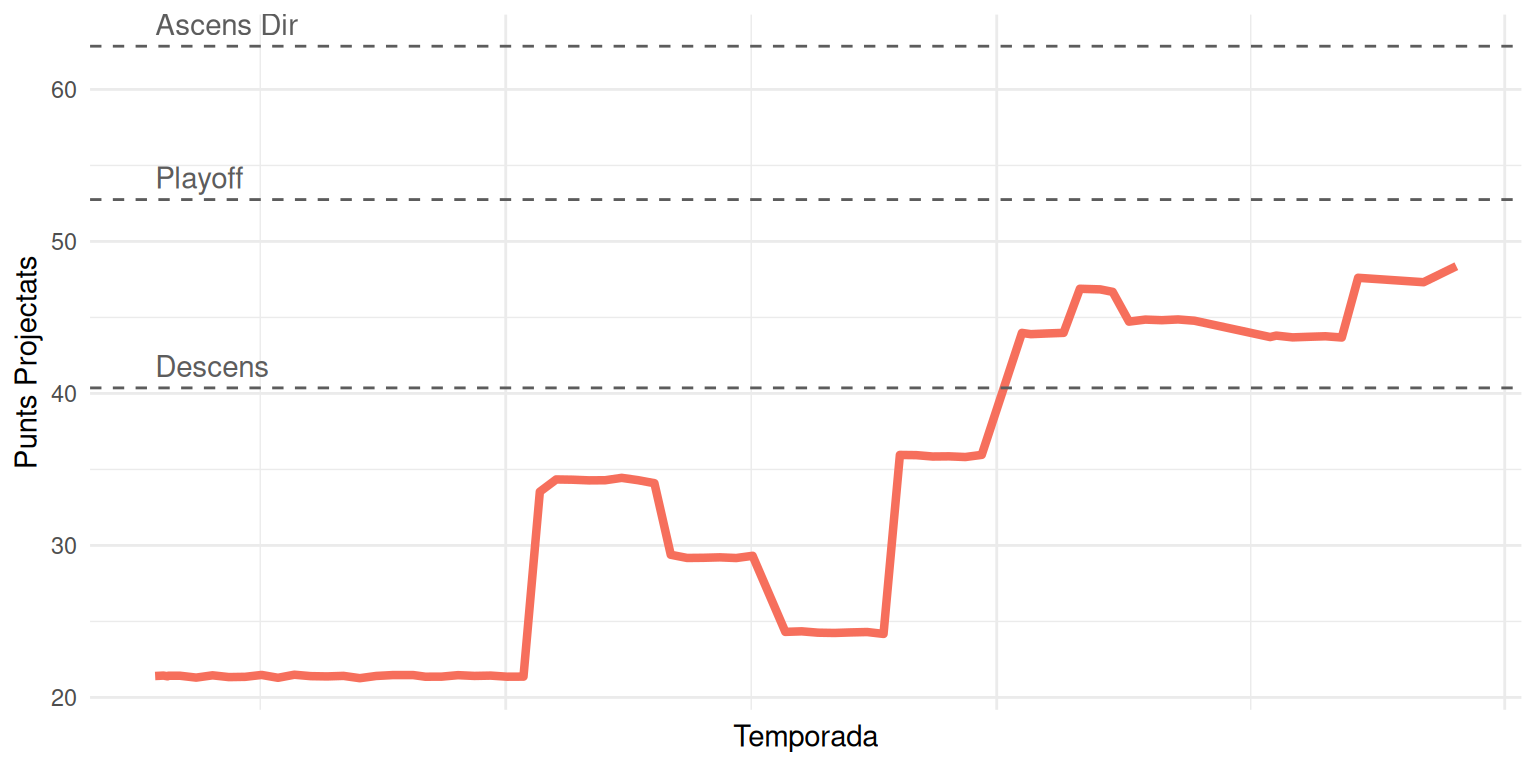 Ascens Dir
60
Playoff
50
Descens
40
30
20
Punts Projectats
Temporada